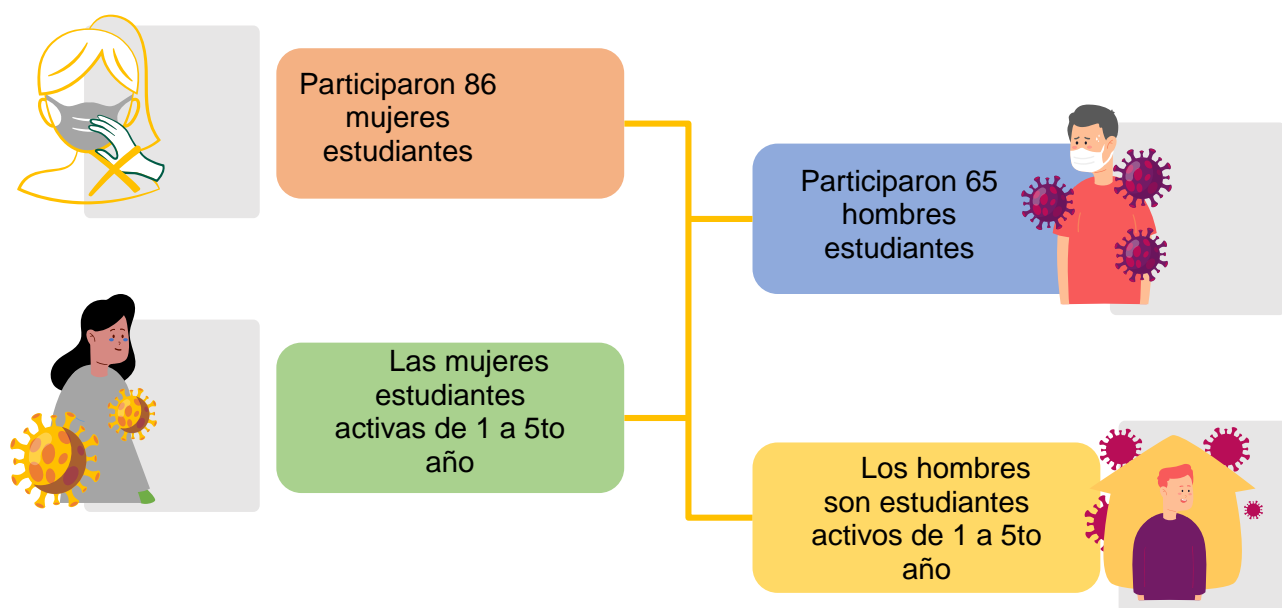 Participaron 86
mujeres
estudiantes
Participaron 65
hombres
estudiantes
Las mujeres
estudiantes
activas de 1 a 5to
año
Los hombres
son estudiantes
activos de 1 a 5to
año